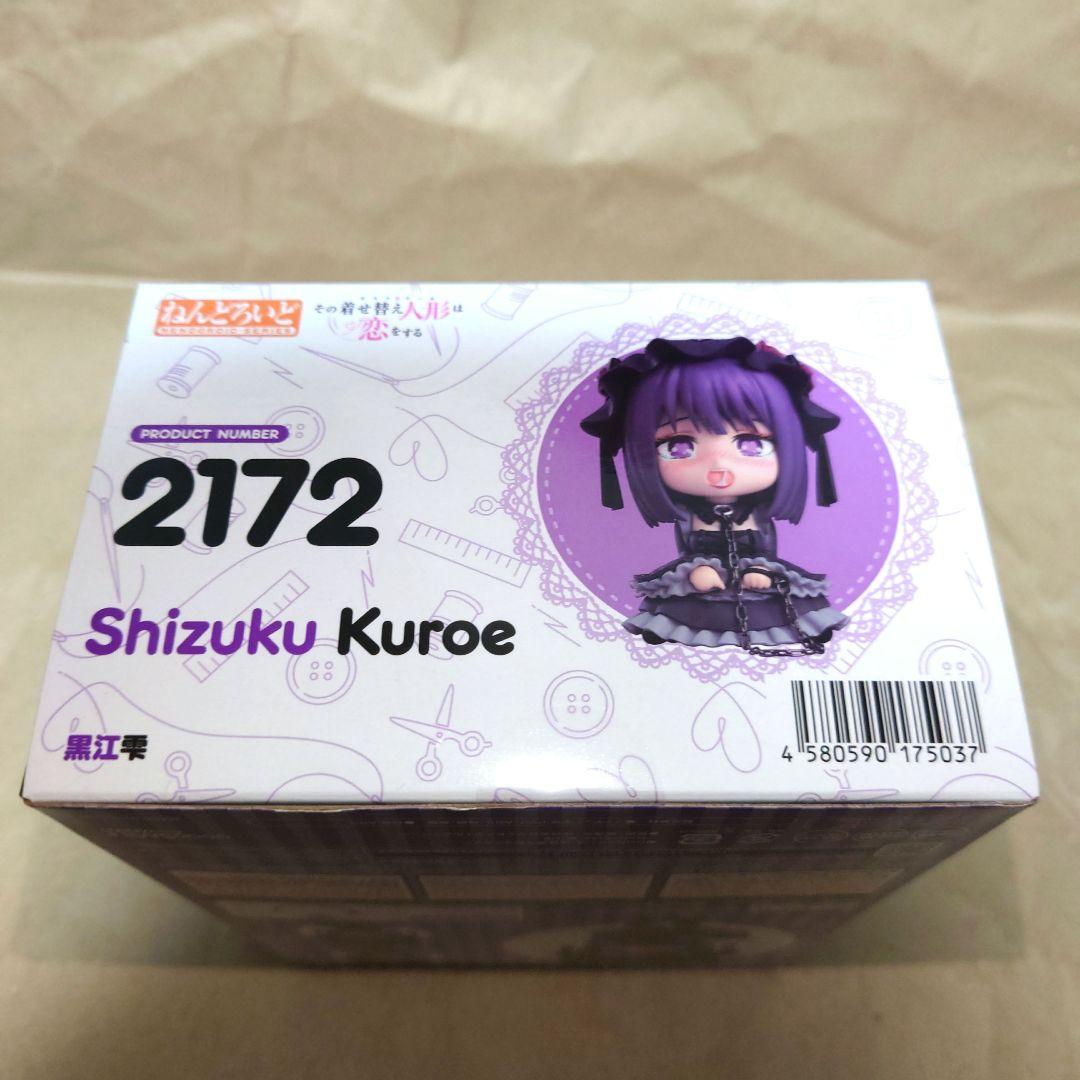 ねんどろいど
NENDOROID SERIES
その着せ替え人形は
恋をする
PRODUCT NUMBER
2172
Shizuku Kuroe
黒江雫
4 580590 175037